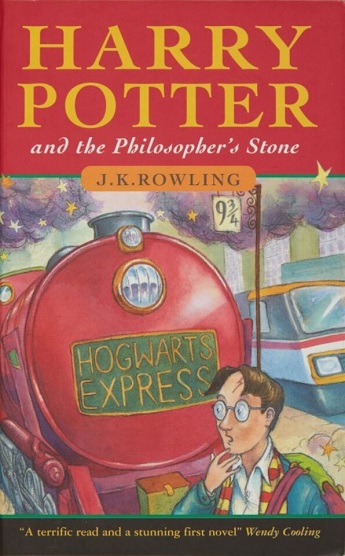 HARRY
POTTER
and the Philosopher's Stone
J.K.ROWLING
9¾
HOGWARTS
EXPRESS
"A terrific read and a stunning first novel" Wendy Cooling